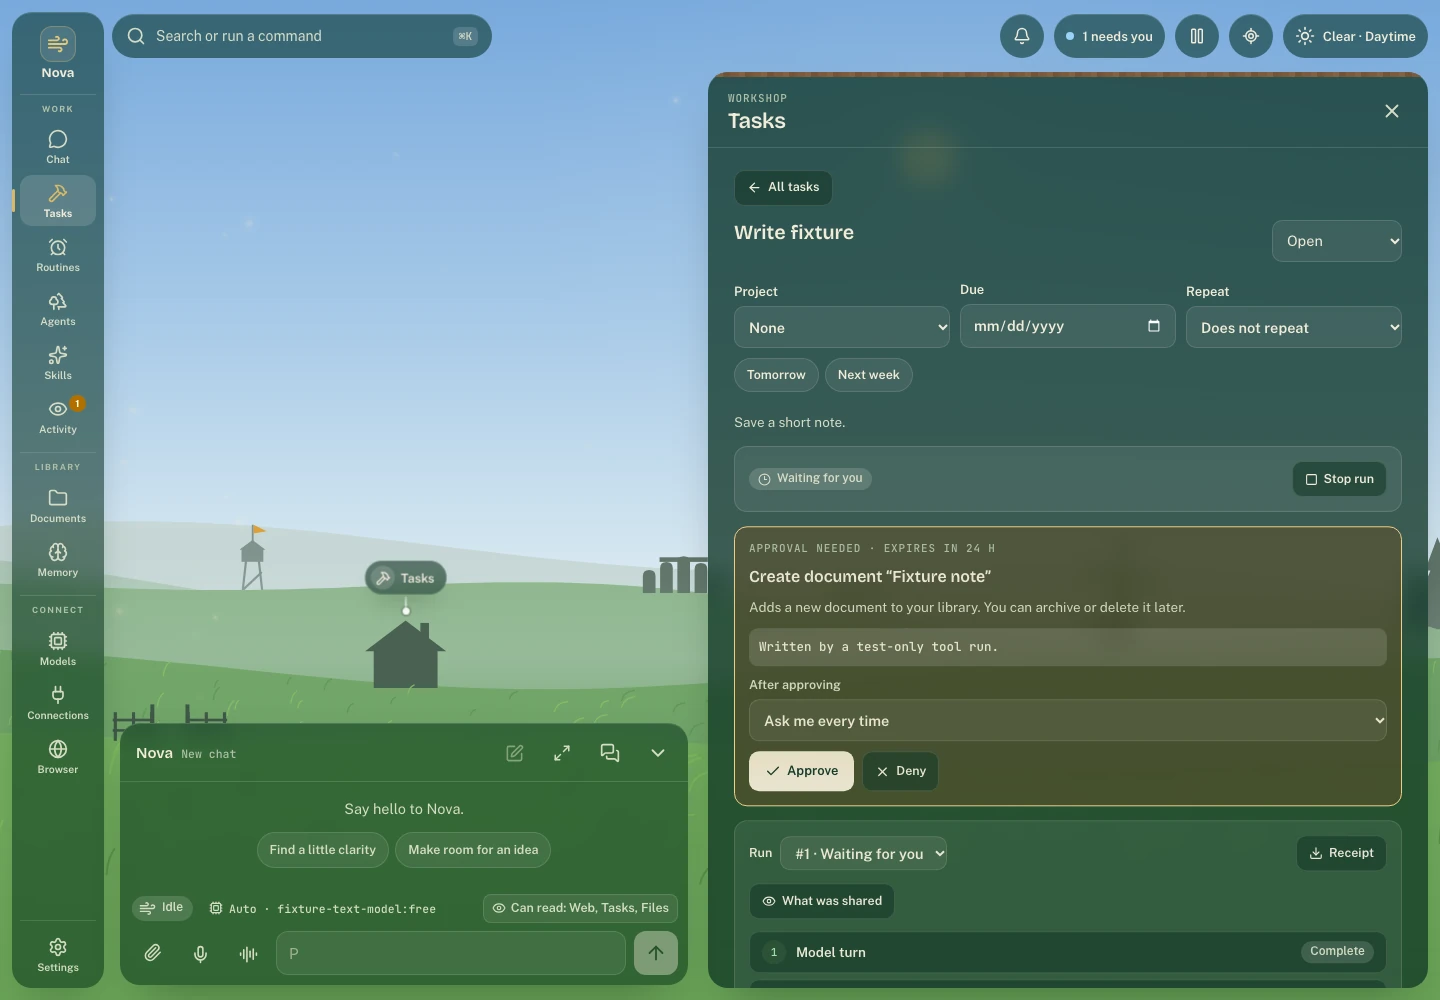 Nova
WORK
Chat
Tasks
Routines
Agents
Skills
1
Activity
LIBRARY
Documents
Memory
CONNECT
Models
Connections
Browser
Settings
Search or run a command
⌘K
1 needs you
Clear · Daytime
Tasks
WORKSHOP
Tasks
All tasks
Write fixture
Open
Project
Due
Repeat
None
mm/dd/yyyy
Does not repeat
Tomorrow
Next week
Save a short note.
Waiting for you
Stop run
APPROVAL NEEDED · EXPIRES IN 24 H
Create document “Fixture note”
Adds a new document to your library. You can archive or delete it later.
Written by a test-only tool run.
After approving
Ask me every time
Approve
Deny
Run
#1 · Waiting for you
Receipt
What was shared
1
Model turn
Complete
Nova New chat
Say hello to Nova.
Find a little clarity
Make room for an idea
Idle
Auto · fixture-text-model:free
Can read: Web, Tasks, Files
P